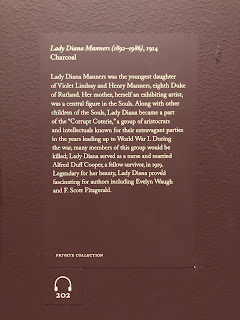 Lady Diana Manners (1892–1986), 1914
Charcoal
Lady Diana Manners was the youngest daughter
of Violet Lindsay and Henry Manners, eighth Duke
of Rutland. Her mother, herself an exhibiting artist,
was a central figure in the Souls. Along with other
children of the Souls, Lady Diana became a part
of the "Corrupt Coterie," a group of aristocrats
and intellectuals known for their extravagant parties
in the years leading up to World War I. During
the war, many members of this group would be
killed; Lady Diana served as a nurse and married
Alfred Duff Cooper, a fellow survivor, in 1919.
Legendary for her beauty, Lady Diana proved
fascinating for authors including Evelyn Waugh
and F. Scott Fitzgerald.
PRIVATE COLLECTION
202